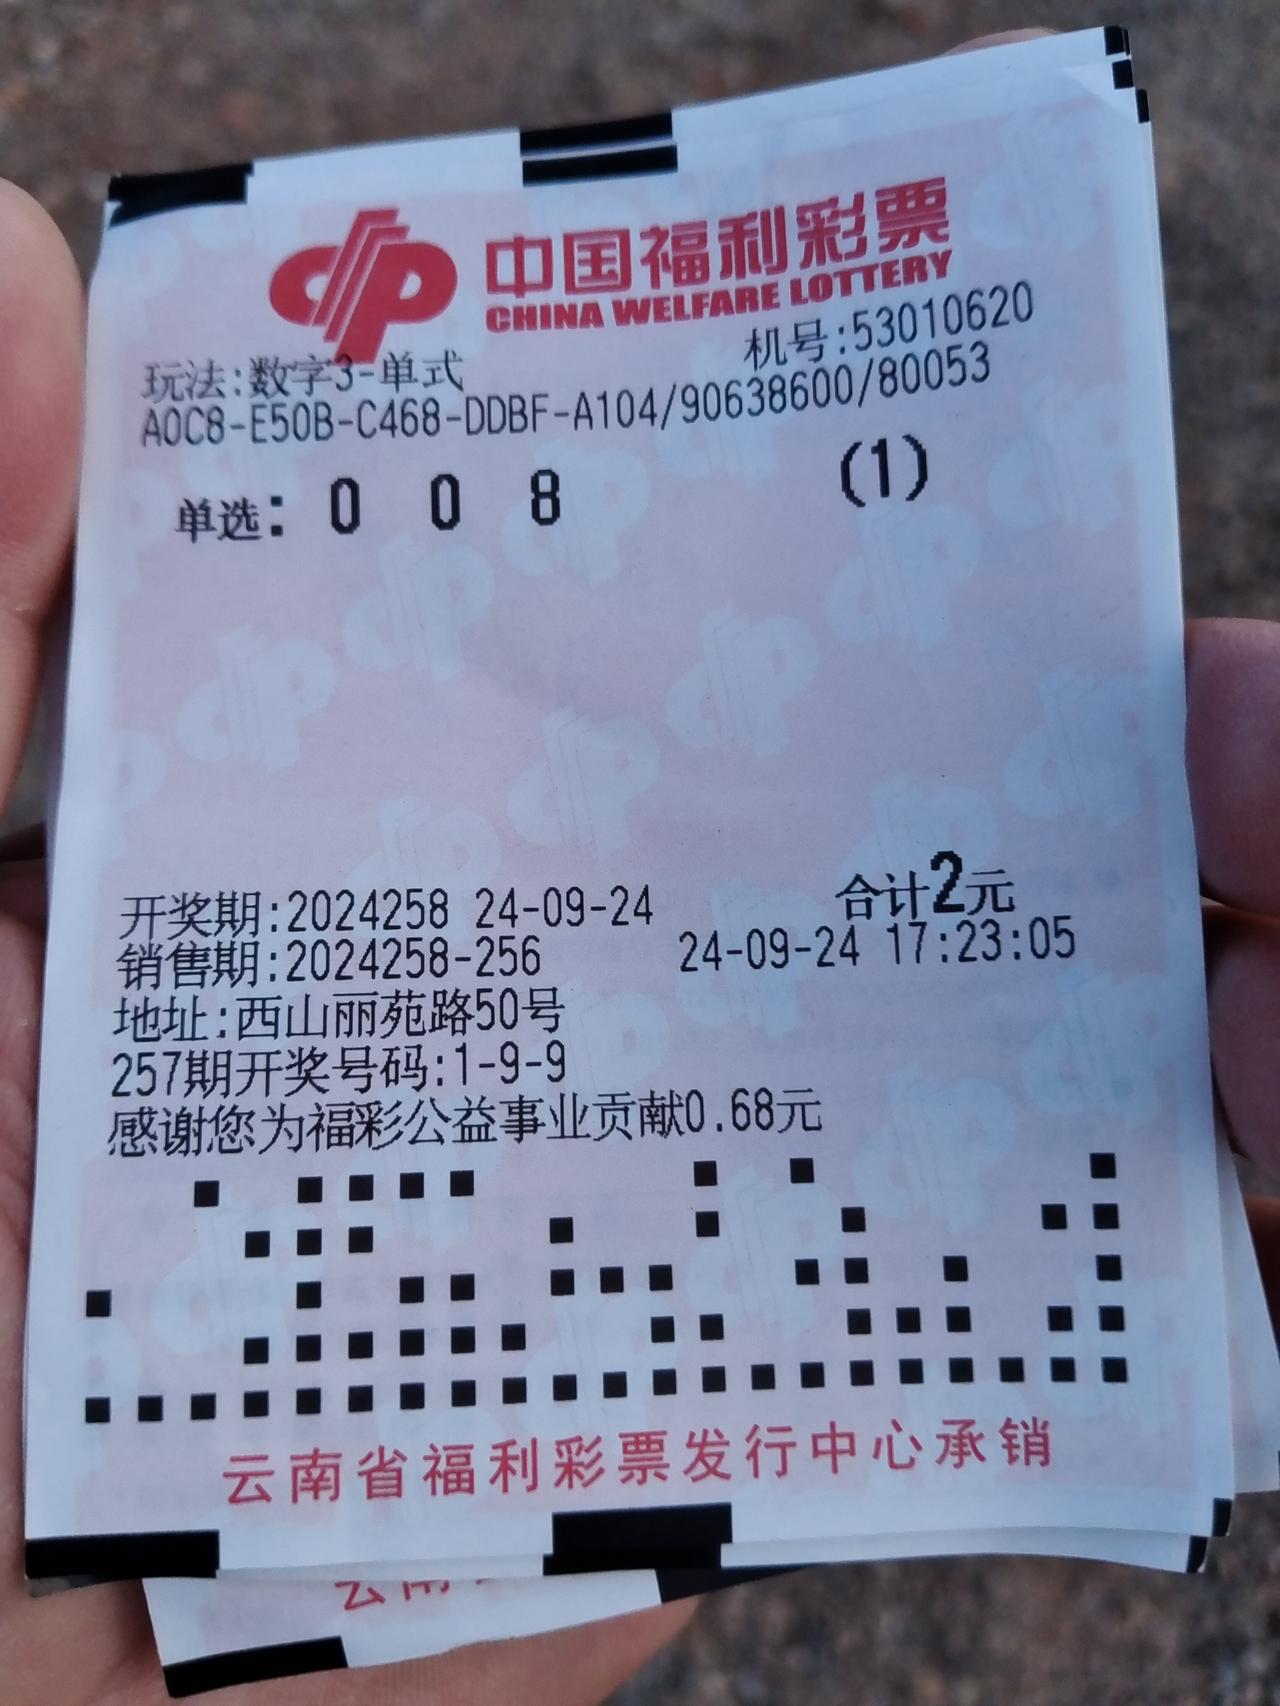 中国福利彩票
CHINA WELFARE LOTTERY
玩法:数字3-单式 机号:53010620
A0C8-E50B-C468-DDBF-A104/90638600/80053
单选: 0 0 8 (1)
开奖期:2024258 24-09-24 合计2元
销售期:2024258-256 24-09-24 17:23:05
地址:西山丽苑路50号
257期开奖号码:1-9-9
感谢您为福彩公益事业贡献0.68元
云南省福利彩票发行中心承销
云南